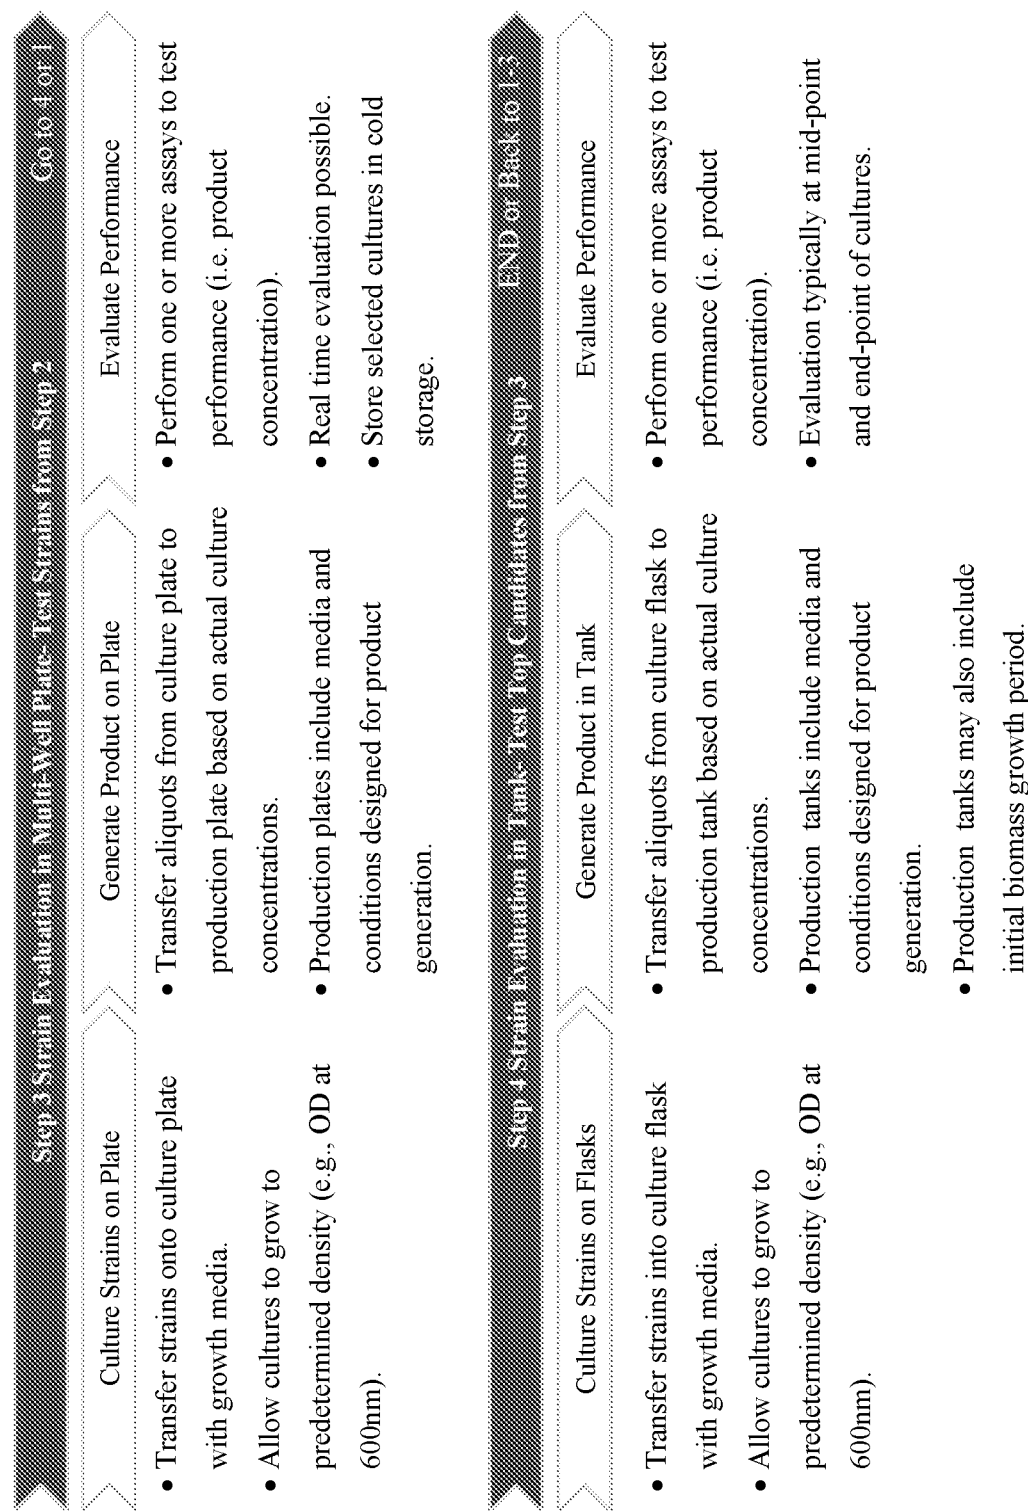 Step 3 Strain Evaluation in Multi-Well Plate- Test Strains from Step 2
Go to 4 or 1
Culture Strains on Plate
• Transfer strains onto culture plate
with growth media.
• Allow cultures to grow to
predetermined density (e.g., OD at
600nm).
Generate Product on Plate
• Transfer aliquots from culture plate to
production plate based on actual culture
concentrations.
• Production plates include media and
conditions designed for product
generation.
Evaluate Performance
• Perform one or more assays to test
performance (i.e. product
concentration).
• Real time evaluation possible.
• Store selected cultures in cold
storage.
Step 4 Strain Evaluation in Tank- Test Top Candidates from Step 3
END or Back to 1-3
Culture Strains on Flasks
• Transfer strains into culture flask
with growth media.
• Allow cultures to grow to
predetermined density (e.g., OD at
600nm).
Generate Product in Tank
• Transfer aliquots from culture flask to
production tank based on actual culture
concentrations.
• Production tanks include media and
conditions designed for product
generation.
• Production tanks may also include
initial biomass growth period.
Evaluate Performance
• Perform one or more assays to test
performance (i.e. product
concentration).
• Evaluation typically at mid-point
and end-point of cultures.